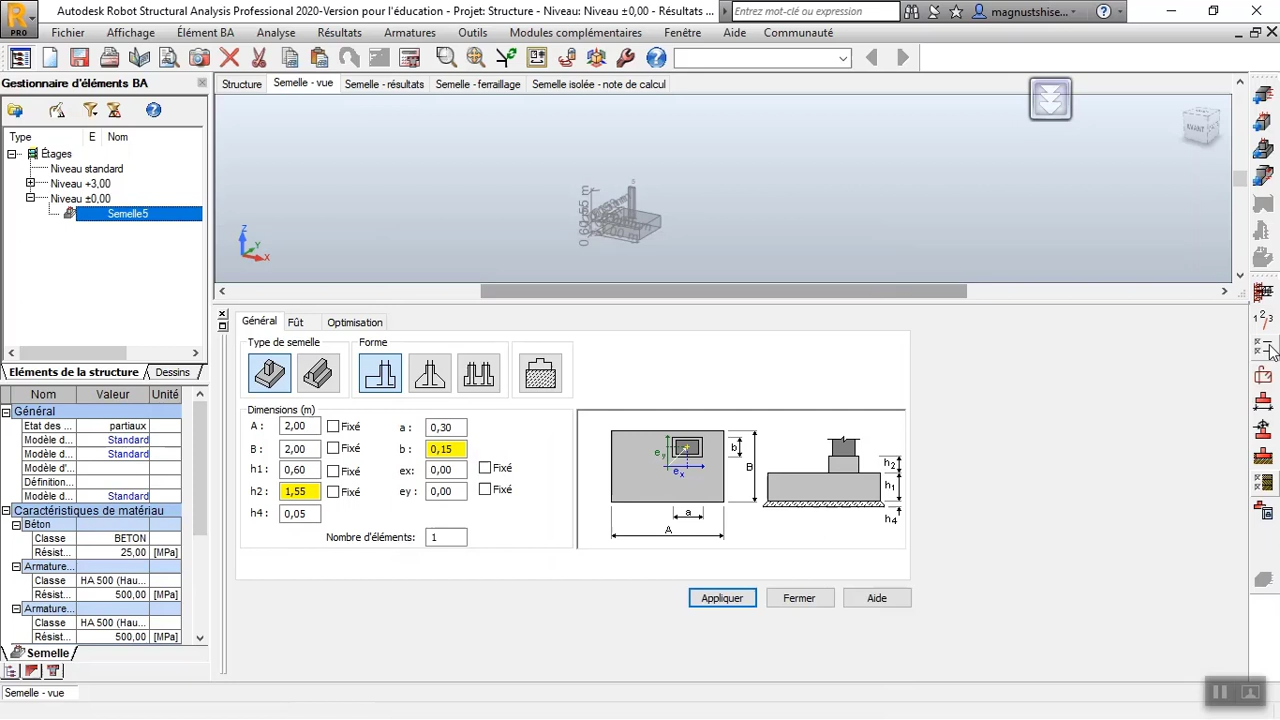 PRO
Autodesk Robot Structural Analysis Professional 2020-Version pour l'éducation - Projet: Structure - Niveau: Niveau ±0,00 - Résultats ...
Entrez mot-clé ou expression
magnustshise...
Fichier Affichage Élément BA Analyse Résultats Armatures Outils Modules complémentaires Fenêtre Aide Communauté
Gestionnaire d'éléments BA
Structure Semelle - vue Semelle - résultats Semelle - ferraillage Semelle isolée - note de calcul
Type E Nom
Étages
Niveau standard
Niveau +3,00
Niveau ±0,00
Semelle5
AVANT
Z
Y
X
Eléments de la structure Dessins
Nom Valeur Unité
Général
Etat des ... partiaux
Modèle d... Standard
Modèle d... Standard
Modèle d'...
Définition...
Modèle d... Standard
Caractéristiques de matériau
Béton
Classe BETON
Résist... 25,00 [MPa]
Armature...
Classe HA 500 (Hau...
Résist... 500,00 [MPa]
Armature...
Classe HA 500 (Hau...
Résist... 500,00 [MPa]
Semelle
Général Fût Optimisation
Type de semelle Forme
Dimensions (m)
A : 2,00 Fixé a : 0,30
B : 2,00 Fixé b : 0,15
h1 : 0,60 Fixé ex: 0,00 Fixé
h2 : 1,55 Fixé ey : 0,00 Fixé
h4 : 0,05
Nombre d'éléments: 1
e y
e x
b
B
a
A
h2
h1
h4
Appliquer Fermer Aide
Semelle - vue